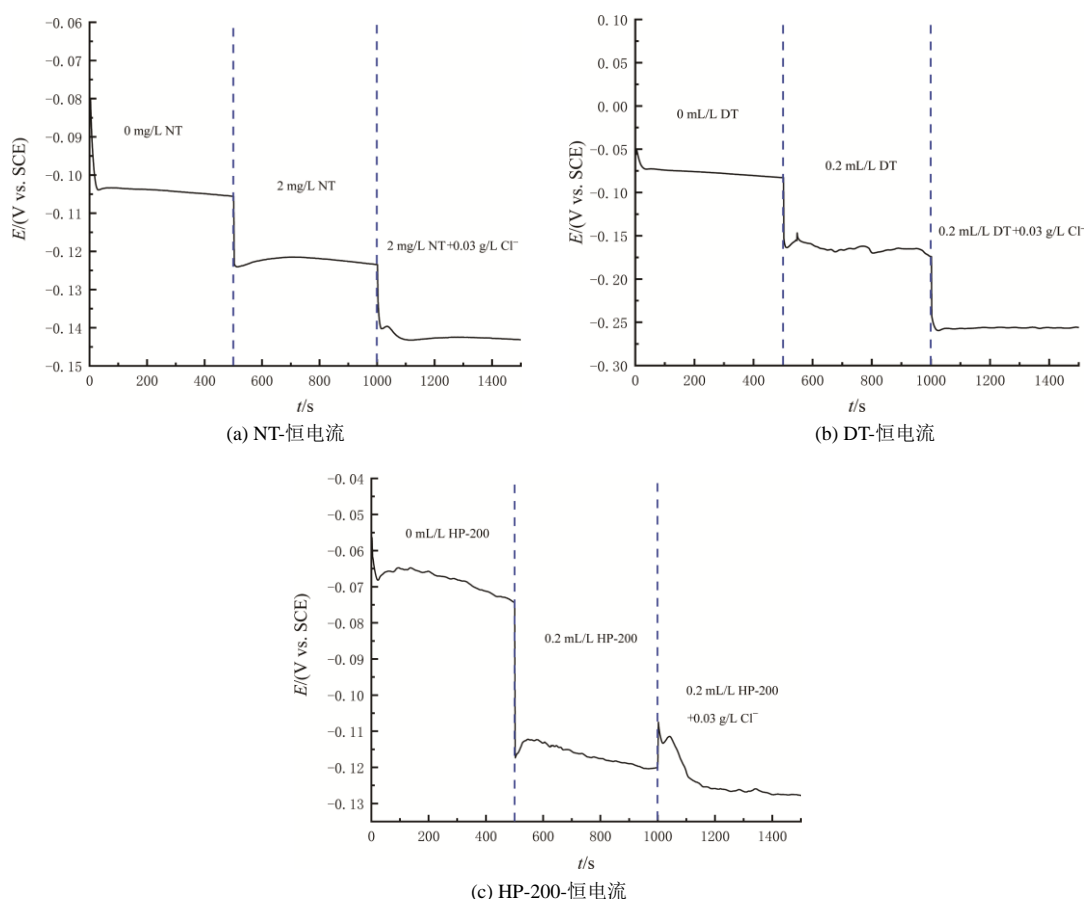 −0.06
−0.07
−0.08
−0.09
−0.10
−0.11
−0.12
−0.13
−0.14
−0.15
E/(V vs. SCE)
0 mg/L NT
2 mg/L NT
2 mg/L NT+0.03 g/L Cl⁻
0 200 400 600 800 1000 1200 1400
t/s
(a) NT-恒电流
0.10
0.05
0.00
−0.05
−0.10
−0.15
−0.20
−0.25
−0.30
E/(V vs. SCE)
0 mL/L DT
0.2 mL/L DT
0.2 mL/L DT+0.03 g/L Cl⁻
0 200 400 600 800 1000 1200 1400
t/s
(b) DT-恒电流
−0.04
−0.05
−0.06
−0.07
−0.08
−0.09
−0.10
−0.11
−0.12
−0.13
E/(V vs. SCE)
0 mL/L HP-200
0.2 mL/L HP-200
0.2 mL/L HP-200
+0.03 g/L Cl⁻
0 200 400 600 800 1000 1200 1400
t/s
(c) HP-200-恒电流